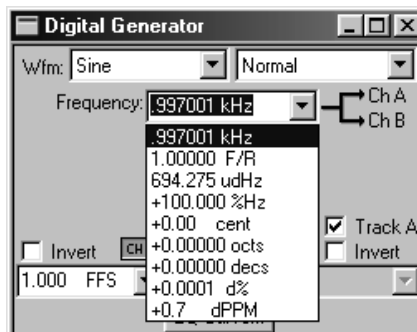 Digital Generator
Wfm: Sine Normal
Frequency: .997001 kHz Ch A
Ch B
.997001 kHz
1.00000 F/R
694.275 udHz
+100.000 %Hz
+0.00 cent
+0.00000 octs
+0.00000 decs
+0.0001 d%
+0.7 dPPM
Track A
Invert CH Invert
1.000 FFS